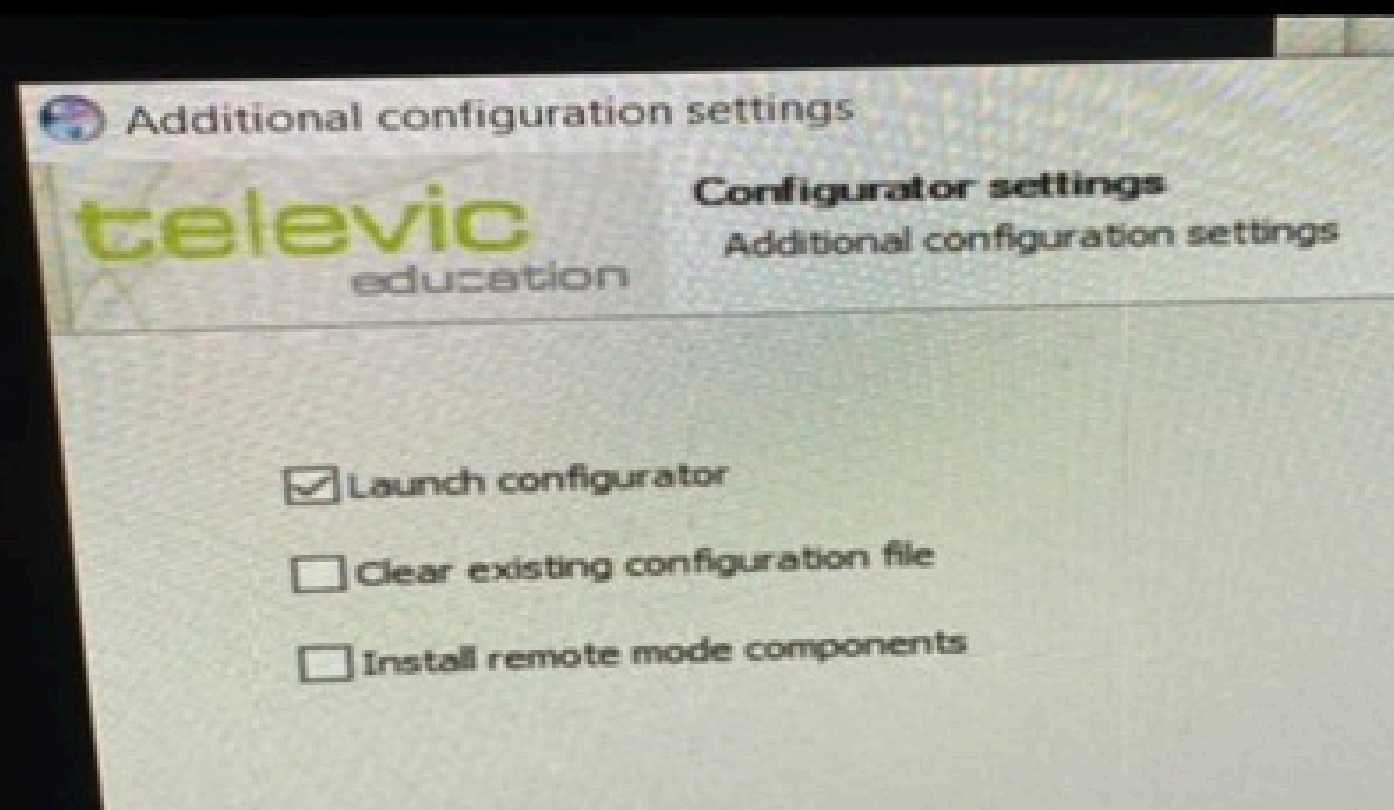 Additional configuration settings
televic
education
Configurator settings
Additional configuration settings
Launch configurator
Clear existing configuration file
Install remote mode components